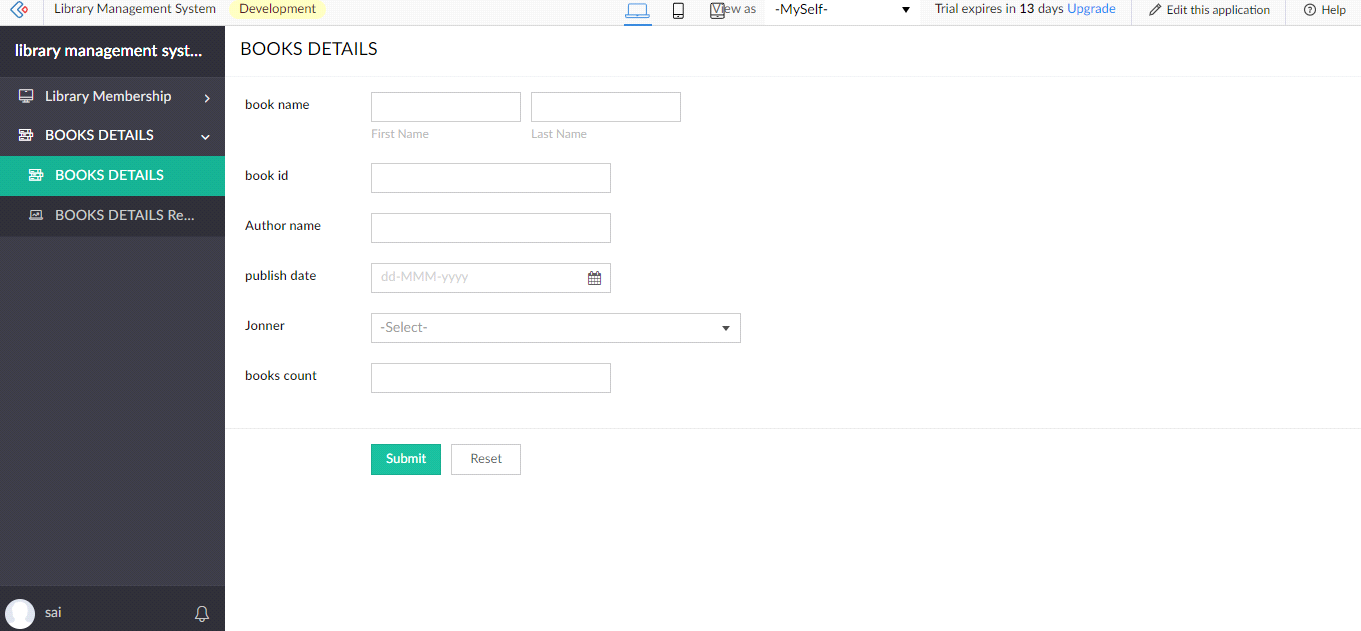 Library Management System Development View as -MySelf- Trial expires in 13 days Upgrade Edit this application Help
library management syst...
Library Membership
BOOKS DETAILS
BOOKS DETAILS
BOOKS DETAILS Re...
sai
BOOKS DETAILS
book name
First Name Last Name
book id
Author name
publish date dd-MMM-yyyy
Jonner -Select-
books count
Submit Reset